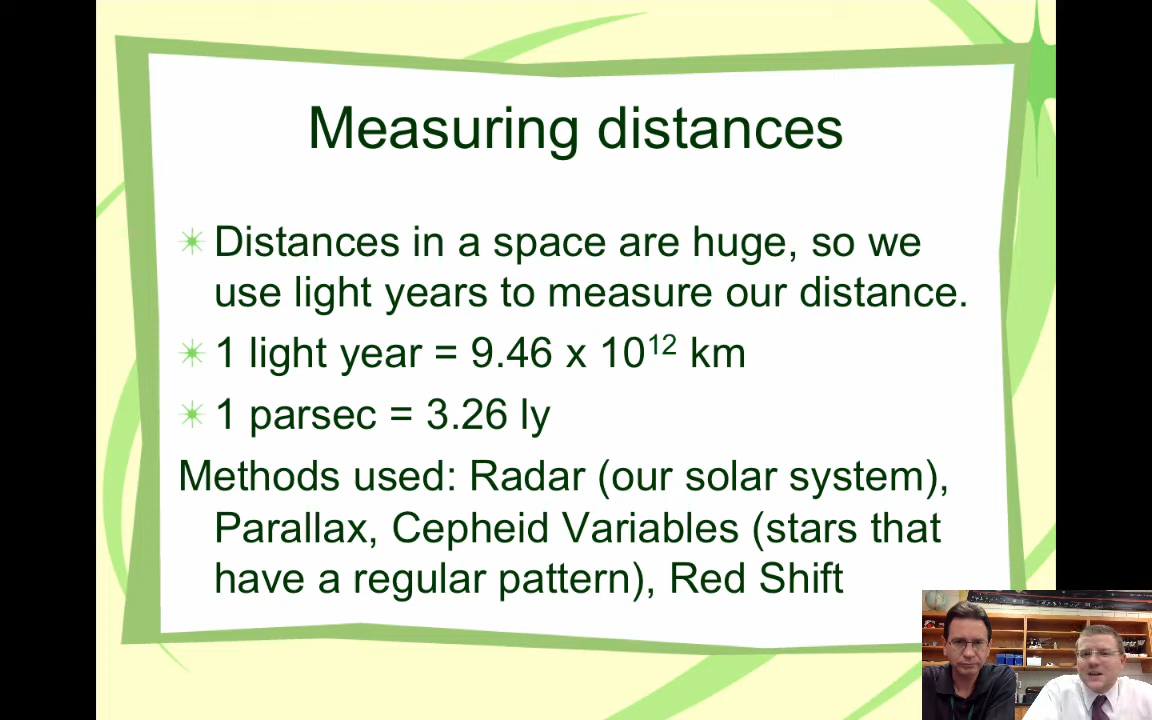 Measuring distances
Distances in a space are huge, so we
use light years to measure our distance.
1 light year = 9.46 x 10¹² km
1 parsec = 3.26 ly
Methods used: Radar (our solar system),
Parallax, Cepheid Variables (stars that
have a regular pattern), Red Shift